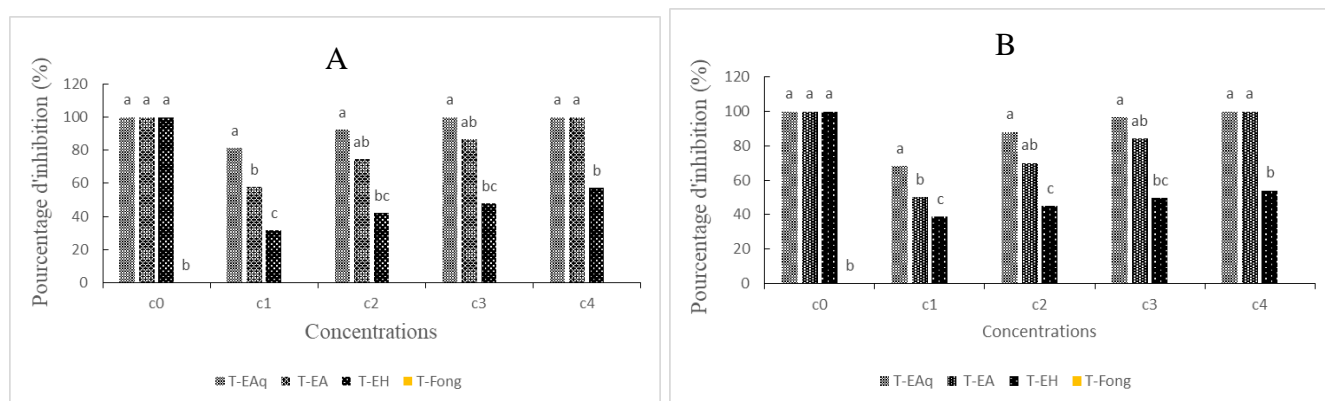 A
Pourcentage d'inhibition (%)
120
100
80
60
40
20
0
a a a b
a b c
a ab bc
a ab bc
a a b
c0 c1 c2 c3 c4
Concentrations
T-EAq T-EA T-EH T-Fong
B
Pourcentage d'inhibition (%)
120
100
80
60
40
20
0
a a a b
a b c
a ab c
a ab bc
a a b
c0 c1 c2 c3 c4
Concentrations
T-EAq T-EA T-EH T-Fong